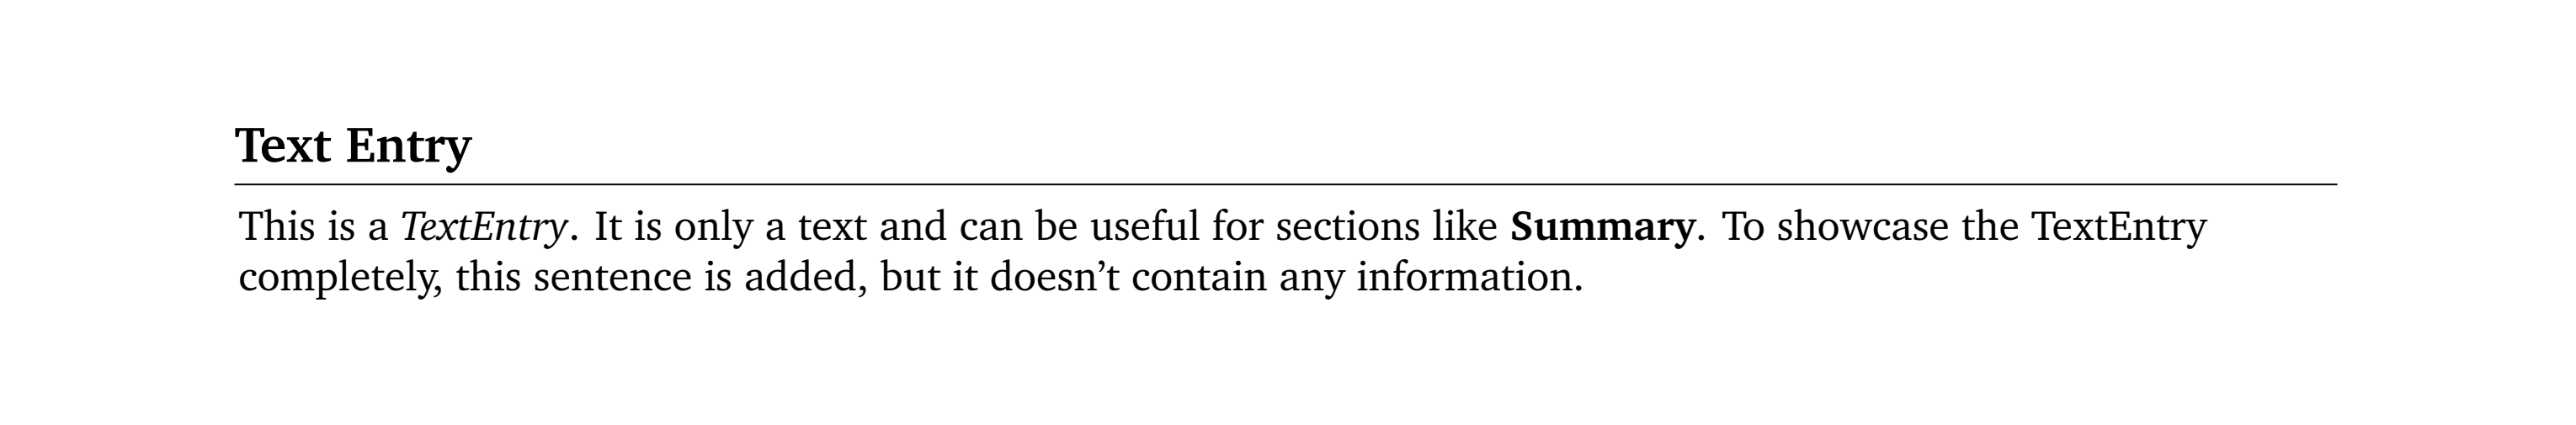 Text Entry
This is a TextEntry. It is only a text and can be useful for sections like Summary. To showcase the TextEntry
completely, this sentence is added, but it doesn’t contain any information.